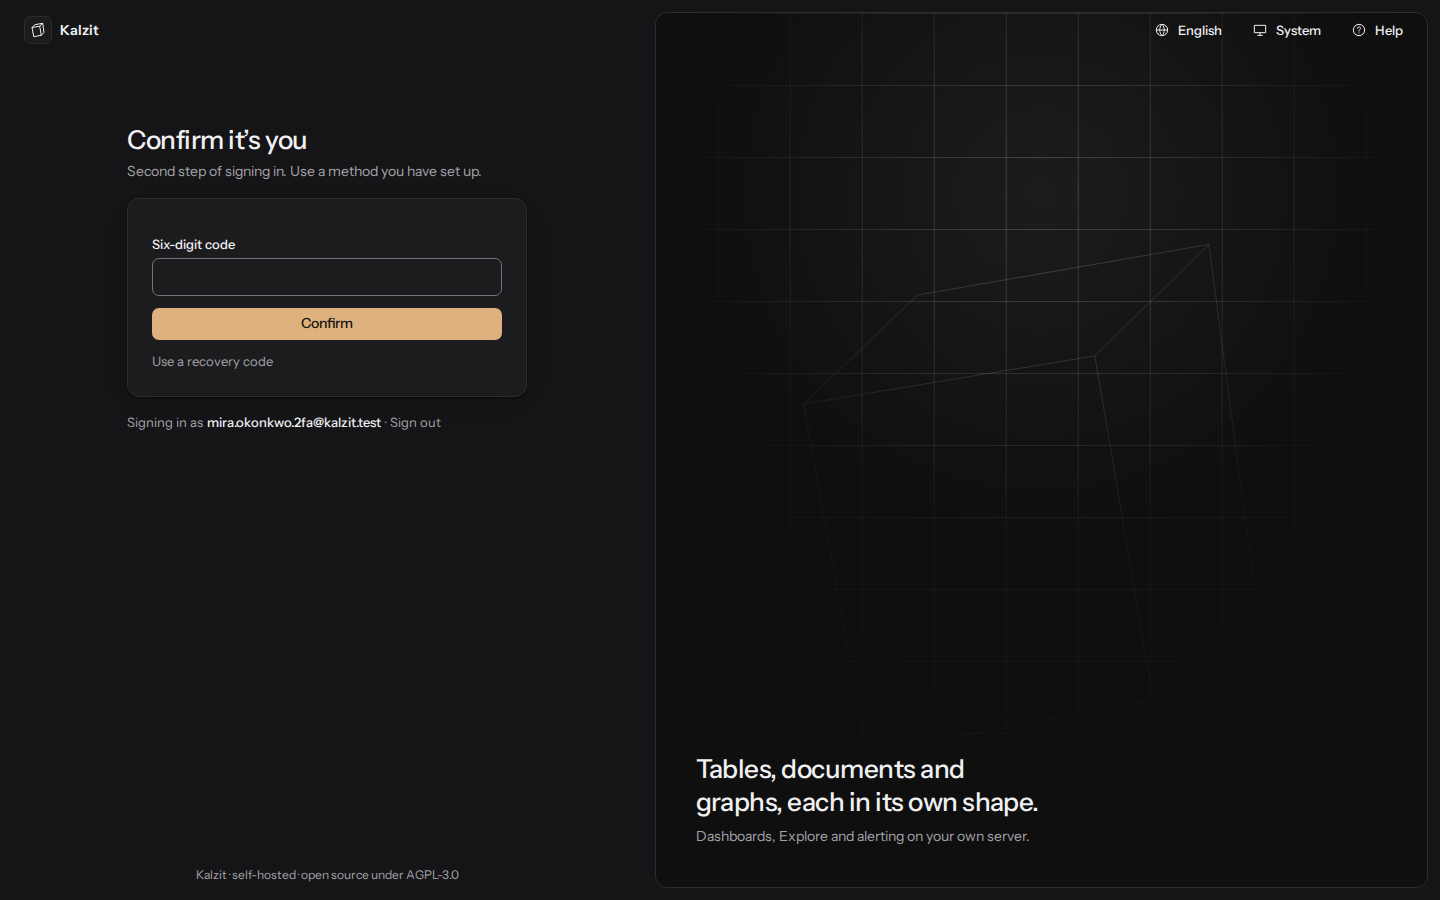 Kalzit
English
System
Help
Confirm it's you
Second step of signing in. Use a method you have set up.
Six-digit code
Confirm
Use a recovery code
Signing in as mira.okonkwo.2fa@kalzit.test · Sign out
Tables, documents and
graphs, each in its own shape.
Dashboards, Explore and alerting on your own server.
Kalzit · self-hosted · open source under AGPL-3.0